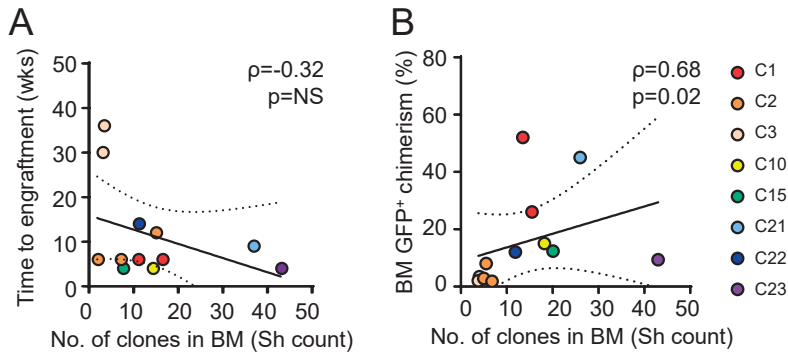 A
ρ=-0.32
p=NS
Time to engraftment (wks)
50
40
30
20
10
0
0 10 20 30 40 50
No. of clones in BM (Sh count)
B
ρ=0.68
p=0.02
BM GFP⁺ chimerism (%)
80
60
40
20
0
0 10 20 30 40 50
No. of clones in BM (Sh count)
C1
C2
C3
C10
C15
C21
C22
C23